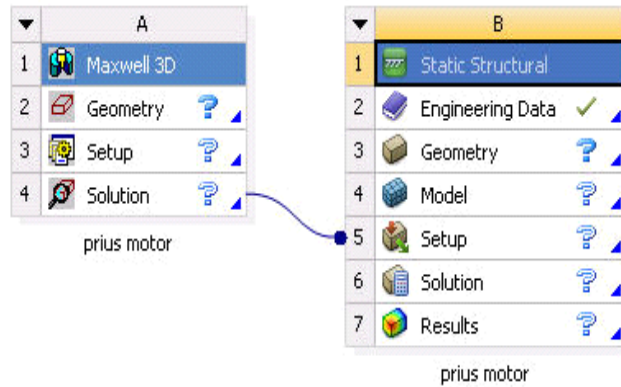 A
1 Maxwell 3D
2 Geometry ?
3 Setup ?
4 Solution ?
prius motor
B
1 Static Structural
2 Engineering Data ✓
3 Geometry ?
4 Model ?
5 Setup ?
6 Solution ?
7 Results ?
prius motor